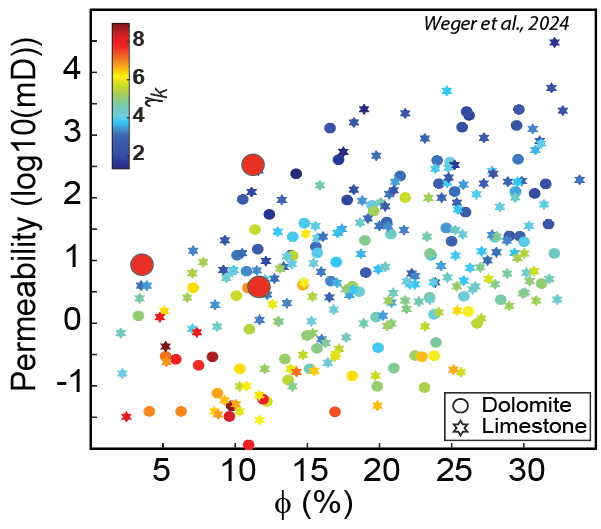 Weger et al., 2024
Permeability (log10(mD))
4
3
2
1
0
-1
8
6
4
2
γk
Dolomite
Limestone
5
10
15
20
25
30
ϕ (%)